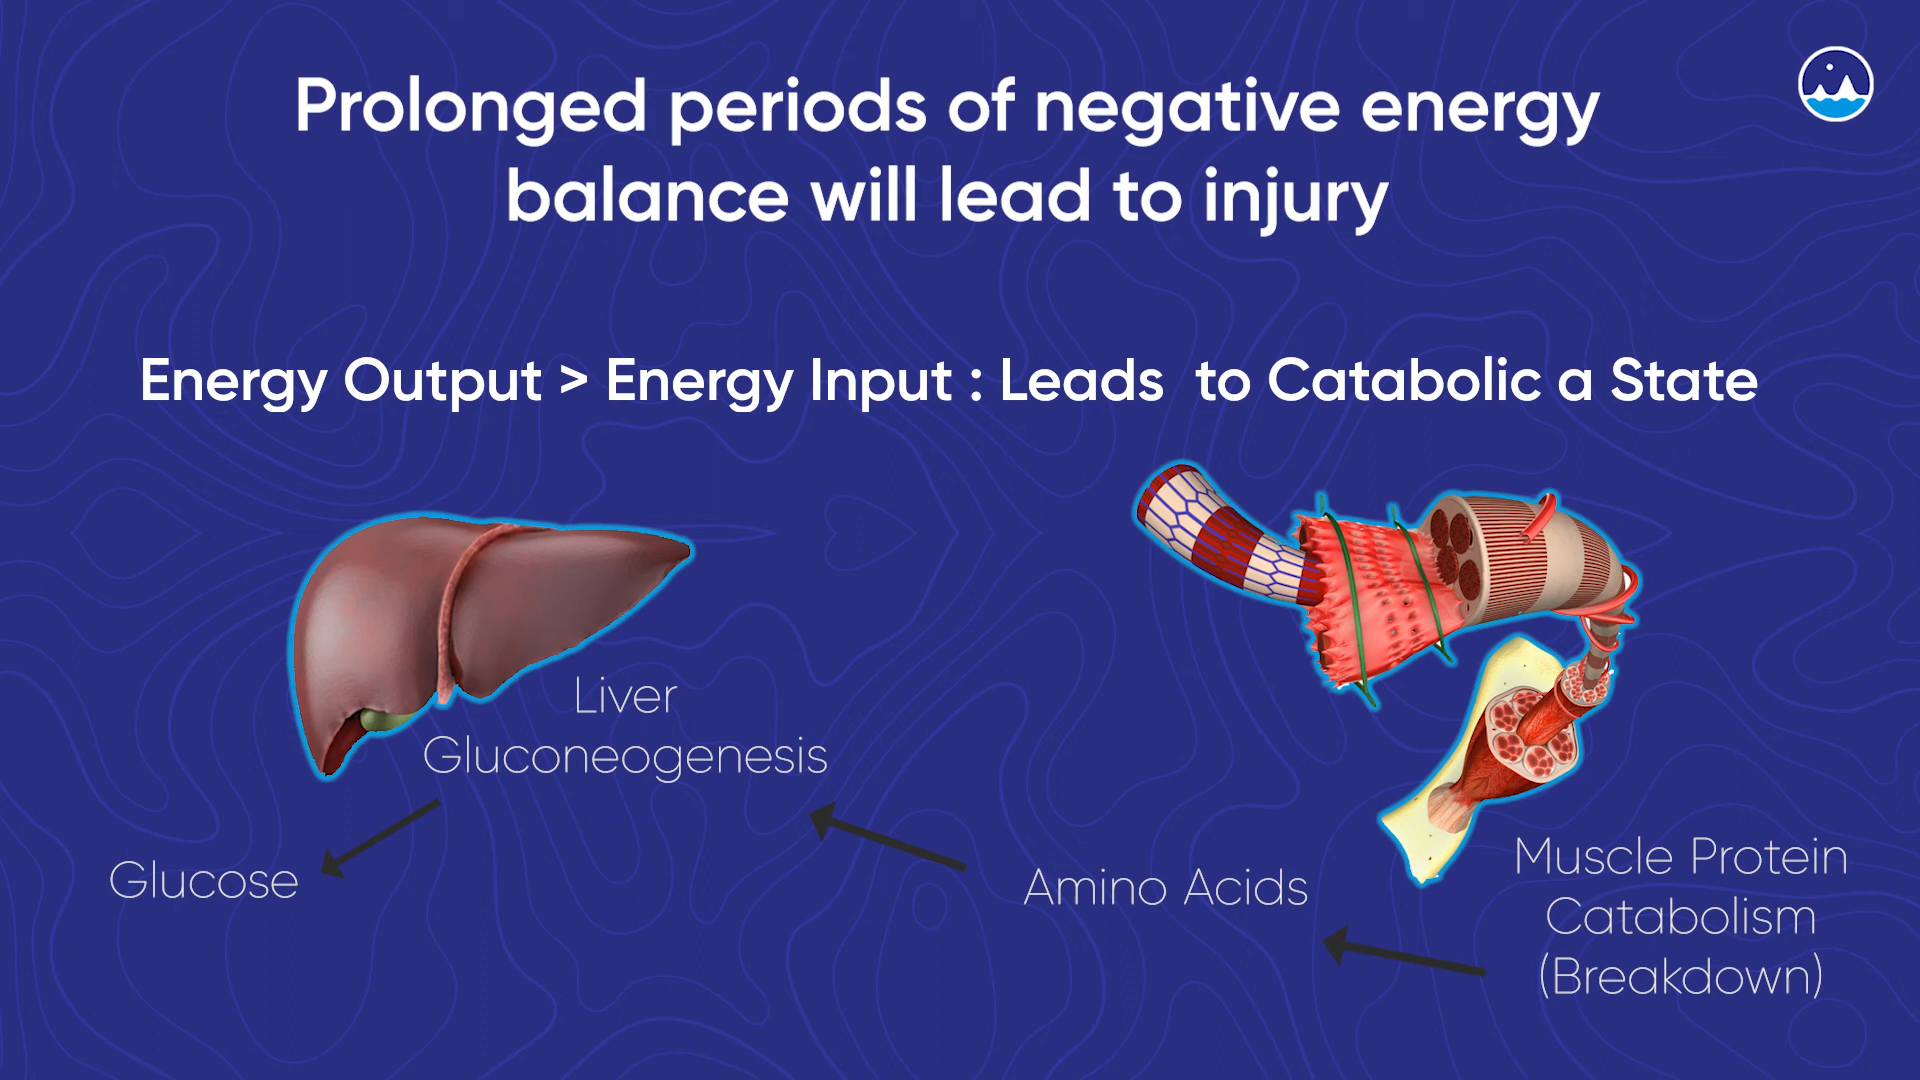 Prolonged periods of negative energy
balance will lead to injury
Energy Output > Energy Input : Leads  to Catabolic a State
Liver
Gluconeogenesis
Glucose
Amino Acids
Muscle Protein
Catabolism
(Breakdown)